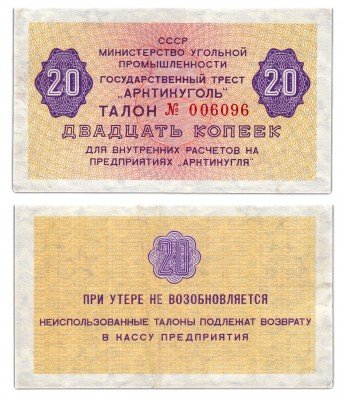 СССР
МИНИСТЕРСТВО УГОЛЬНОЙ
ПРОМЫШЛЕННОСТИ
20 ГОСУДАРСТВЕННЫЙ ТРЕСТ 20
„АРКТИКУГОЛЬ"
ТАЛОН № 006096
ДВАДЦАТЬ КОПЕЕК
ДЛЯ ВНУТРЕННИХ РАСЧЕТОВ НА
ПРЕДПРИЯТИЯХ „АРКТИКУГЛЯ"
20
ПРИ УТЕРЕ НЕ ВОЗОБНОВЛЯЕТСЯ
НЕИСПОЛЬЗОВАННЫЕ ТАЛОНЫ ПОДЛЕЖАТ ВОЗВРАТУ
В КАССУ ПРЕДПРИЯТИЯ